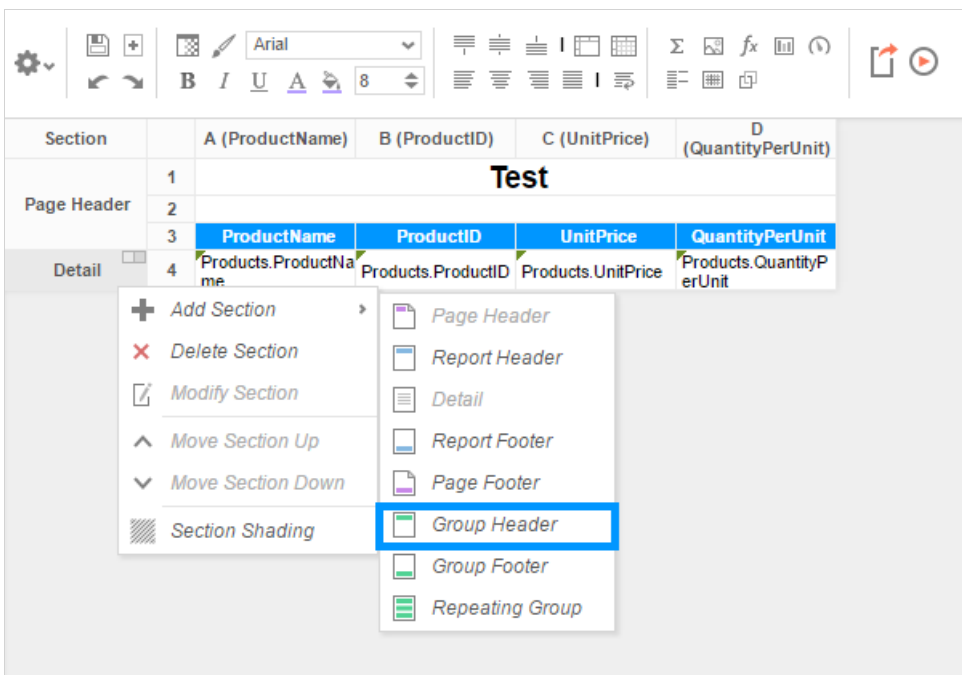 Arial
B I U A 8
Σ fx
Section A (ProductName) B (ProductID) C (UnitPrice) D
(QuantityPerUnit)
Page Header 1 Test
2
3 ProductName ProductID UnitPrice QuantityPerUnit
Detail 4 Products.ProductNa Products.ProductID Products.UnitPrice Products.QuantityP
me erUnit
Add Section
Delete Section
Modify Section
Move Section Up
Move Section Down
Section Shading
Page Header
Report Header
Detail
Report Footer
Page Footer
Group Header
Group Footer
Repeating Group